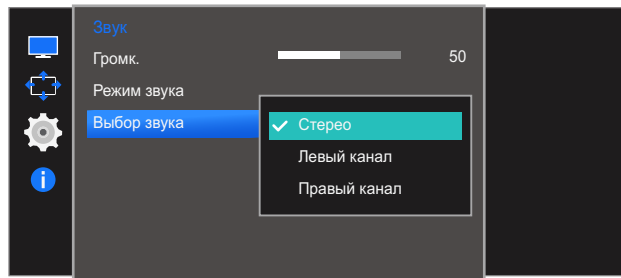 Звук
Громк. 50
Режим звука
Выбор звука
Стерео
Левый канал
Правый канал